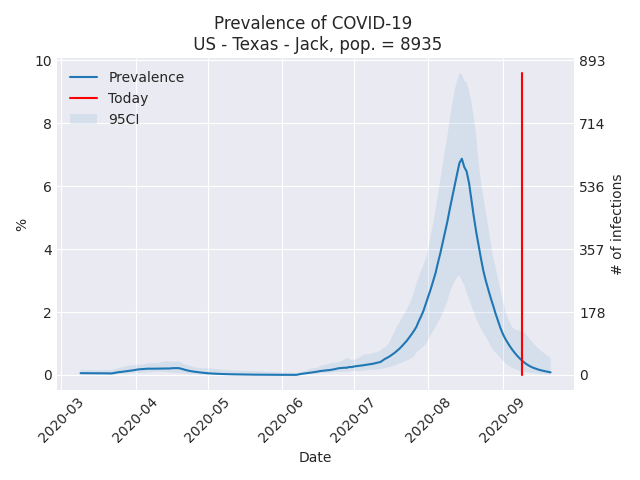 Prevalence of COVID-19
US - Texas - Jack, pop. = 8935
Prevalence
Today
95CI
10
8
6
4
2
0
%
893
714
536
357
178
0
# of infections
2020-03
2020-04
2020-05
2020-06
2020-07
2020-08
2020-09
Date